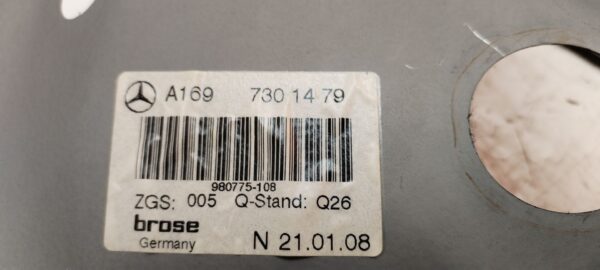 A169 730 14 79
980775-108
ZGS: 005 Q-Stand: Q26
brose
Germany N 21.01.08